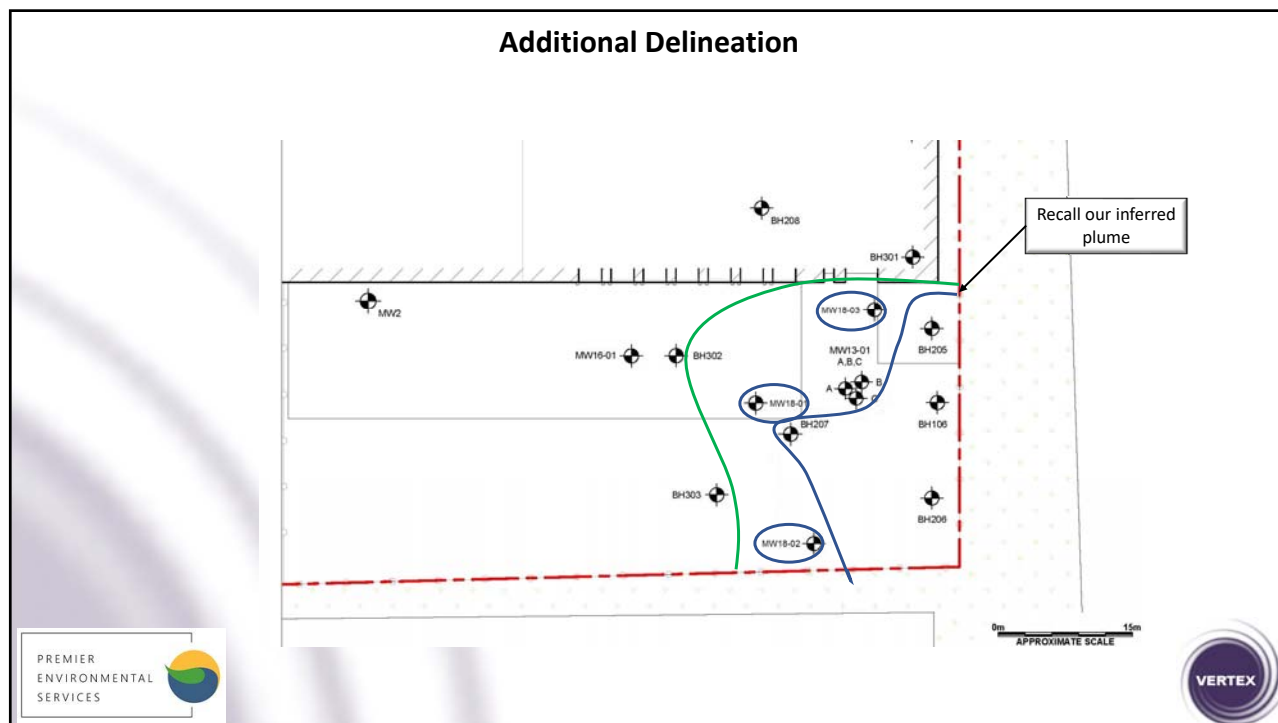 Additional Delineation
Recall our inferred
plume
BH208
BH301
MW2
MW18-03
BH205
MW13-01
A,B,C
MW16-01
BH302
A
B
C
MW18-01
BH106
BH207
BH303
BH206
MW18-02
0m 15m
APPROXIMATE SCALE
PREMIER
ENVIRONMENTAL
SERVICES
VERTEX